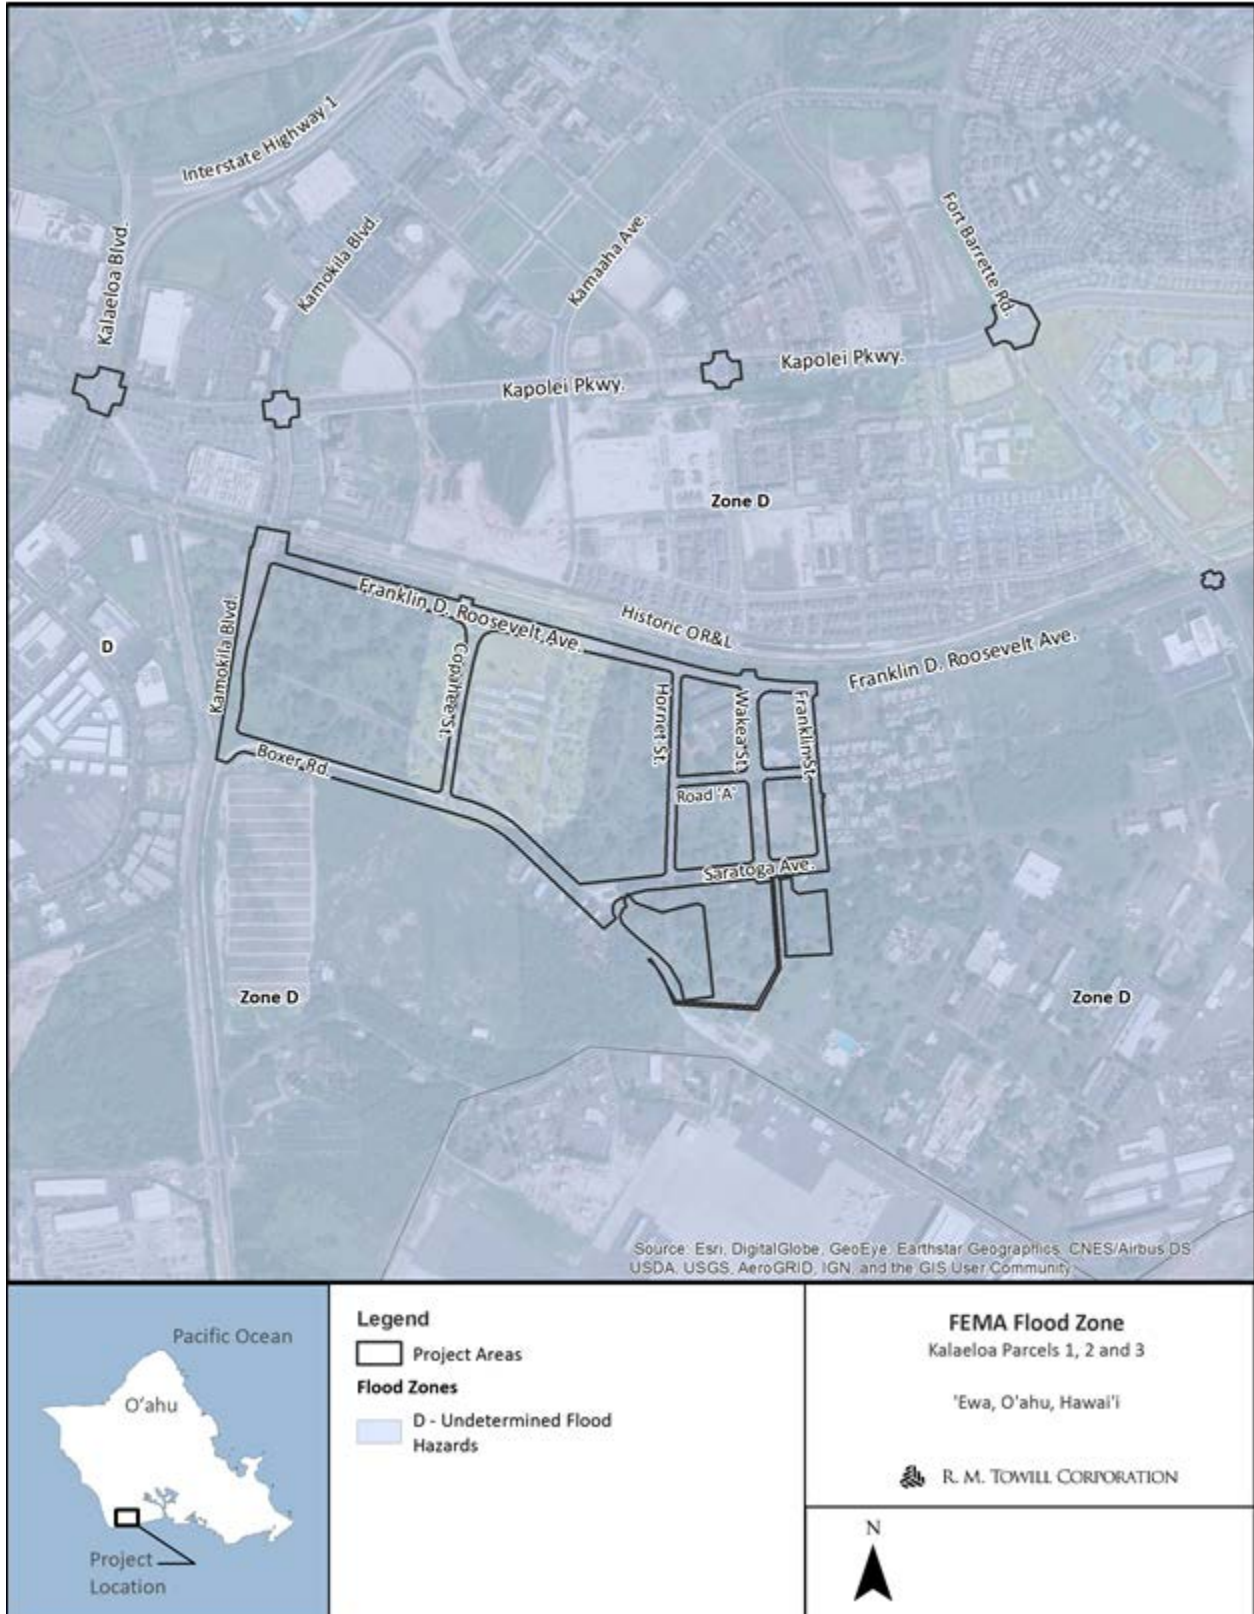 Interstate Highway 1
Kalaeloa Blvd.
Kamokila Blvd.
Kamaaha Ave.
Fort Barrette Rd.
Kapolei Pkwy.
Kapolei Pkwy.
Zone D
Franklin D. Roosevelt Ave.
Historic OR&L
Franklin D. Roosevelt Ave.
D
Kamokila Blvd.
Copahee St.
Hornet St.
Wakea St.
Franklin St.
Boxer Rd.
Road 'A'
Saratoga Ave.
Zone D
Zone D
Source: Esri, DigitalGlobe, GeoEye, Earthstar Geographics, CNES/Airbus DS,
USDA, USGS, AeroGRID, IGN, and the GIS User Community
Pacific Ocean
O'ahu
Project
Location
Legend
Project Areas
Flood Zones
D - Undetermined Flood
Hazards
FEMA Flood Zone
Kalaeloa Parcels 1, 2 and 3
'Ewa, O'ahu, Hawai'i
R. M. TOWILL CORPORATION
N